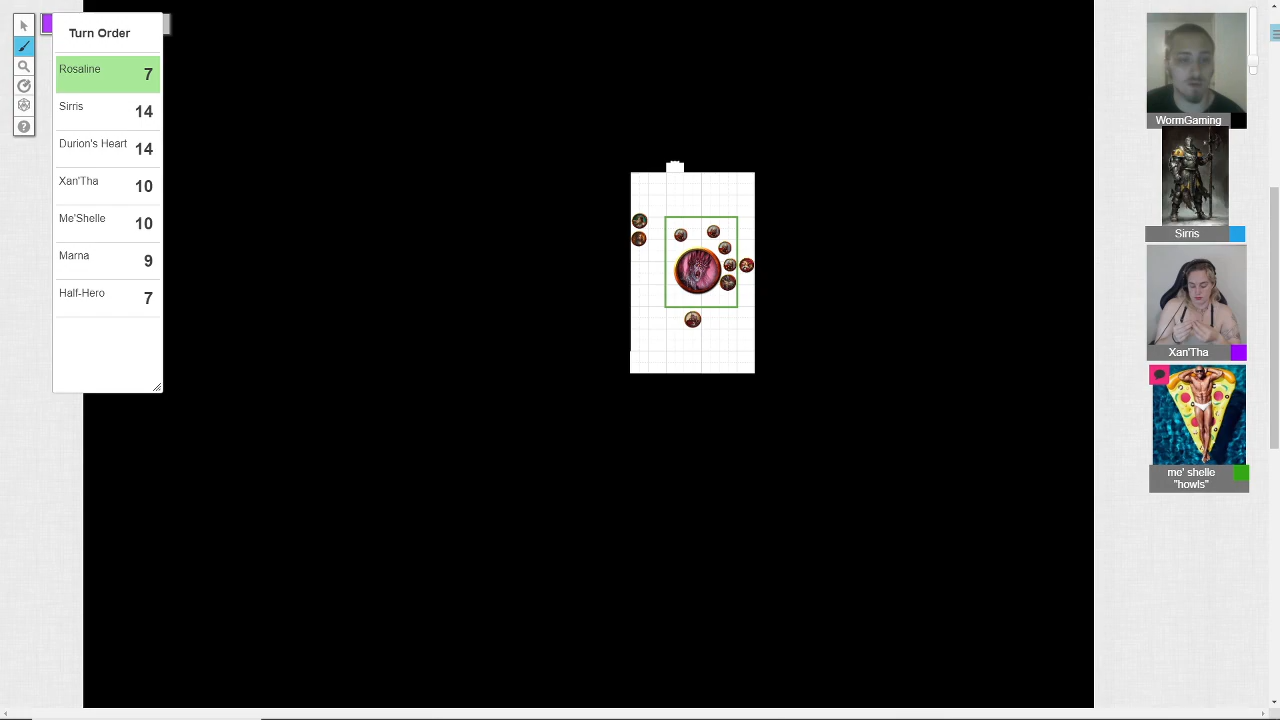 Turn Order
Rosaline 7
Sirris 14
Durion's Heart 14
Xan'Tha 10
Me'Shelle 10
Marna 9
Half-Hero 7
WormGaming
Sirris
Xan'Tha
me' shelle
"howls"